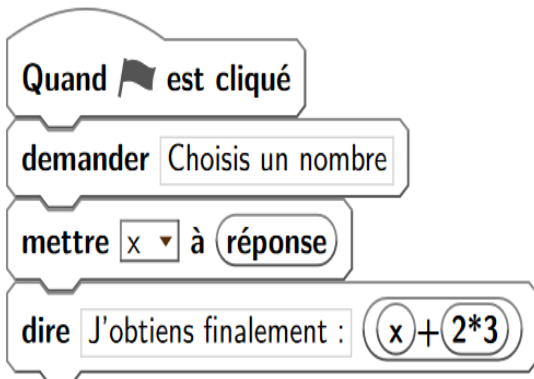 Quand est cliqué
demander Choisis un nombre
mettre x à réponse
dire J'obtiens finalement : x+2*3